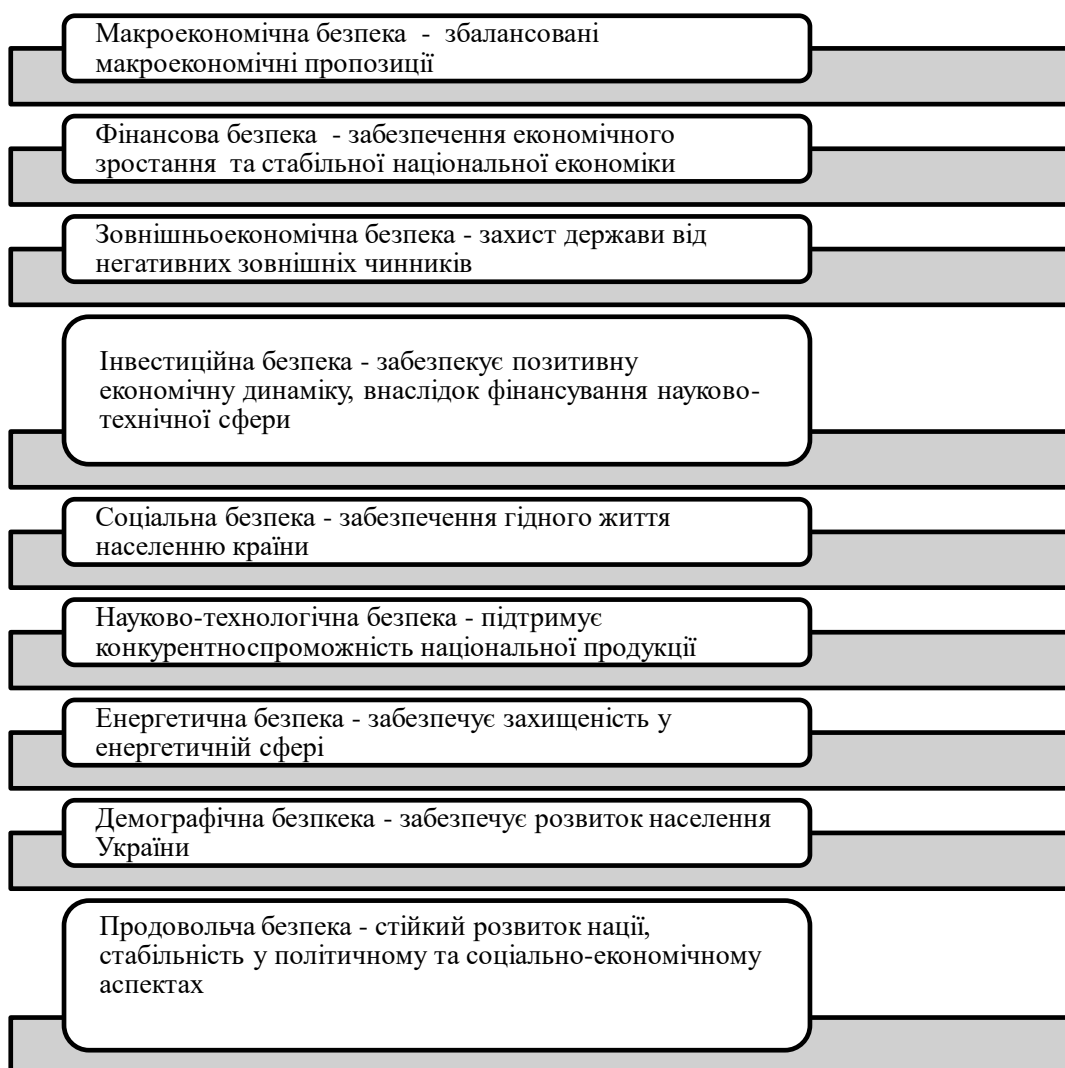 Макроекономічна безпека - збалансовані
макроекономічні пропозиції
Фінансова безпека - забезпечення економічного
зростання та стабільної національної економіки
Зовнішньоекономічна безпека - захист держави від
негативних зовнішніх чинників
Інвестиційна безпека - забезпекує позитивну
економічну динаміку, внаслідок фінансування науково-
технічної сфери
Соціальна безпека - забезпечення гідного життя
населенню країни
Науково-технологічна безпека - підтримує
конкурентноспроможність національної продукції
Енергетична безпека - забезпечує захищеність у
енергетичній сфері
Демографічна безпкека - забезпечує розвиток населення
України
Продовольча безпека - стійкий розвиток нації,
стабільність у політичному та соціально-економічному
аспектах